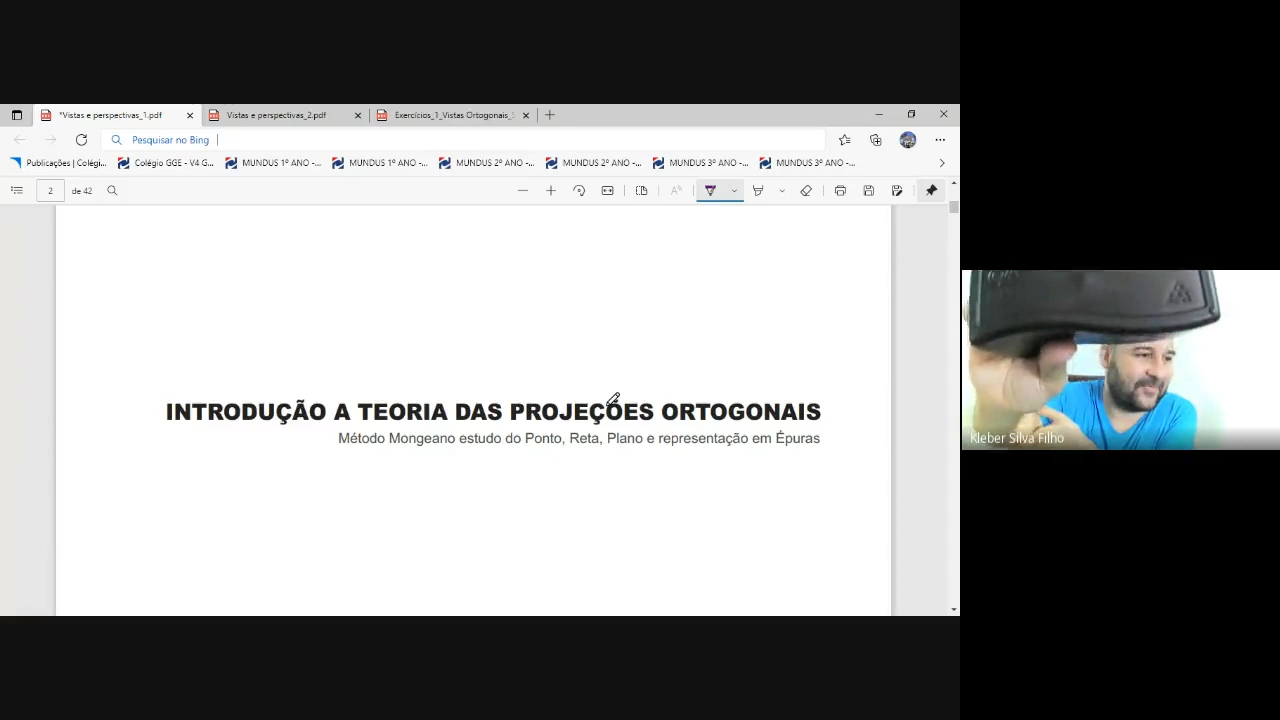 *Vistas e perspectivas_1.pdf
Vistas e perspectivas_2.pdf
Exercícios_1_Vistas Ortogonais_
Pesquisar no Bing
Publicações | Colégi...
Colégio GGE - V4 G...
MUNDUS 1º ANO -...
MUNDUS 1º ANO -...
MUNDUS 2º ANO -...
MUNDUS 2º ANO -...
MUNDUS 3º ANO -...
MUNDUS 3º ANO -...
2 de 42
INTRODUÇÃO A TEORIA DAS PROJEÇÕES ORTOGONAIS
Método Mongeano estudo do Ponto, Reta, Plano e representação em Épuras
Kleber Silva Filho